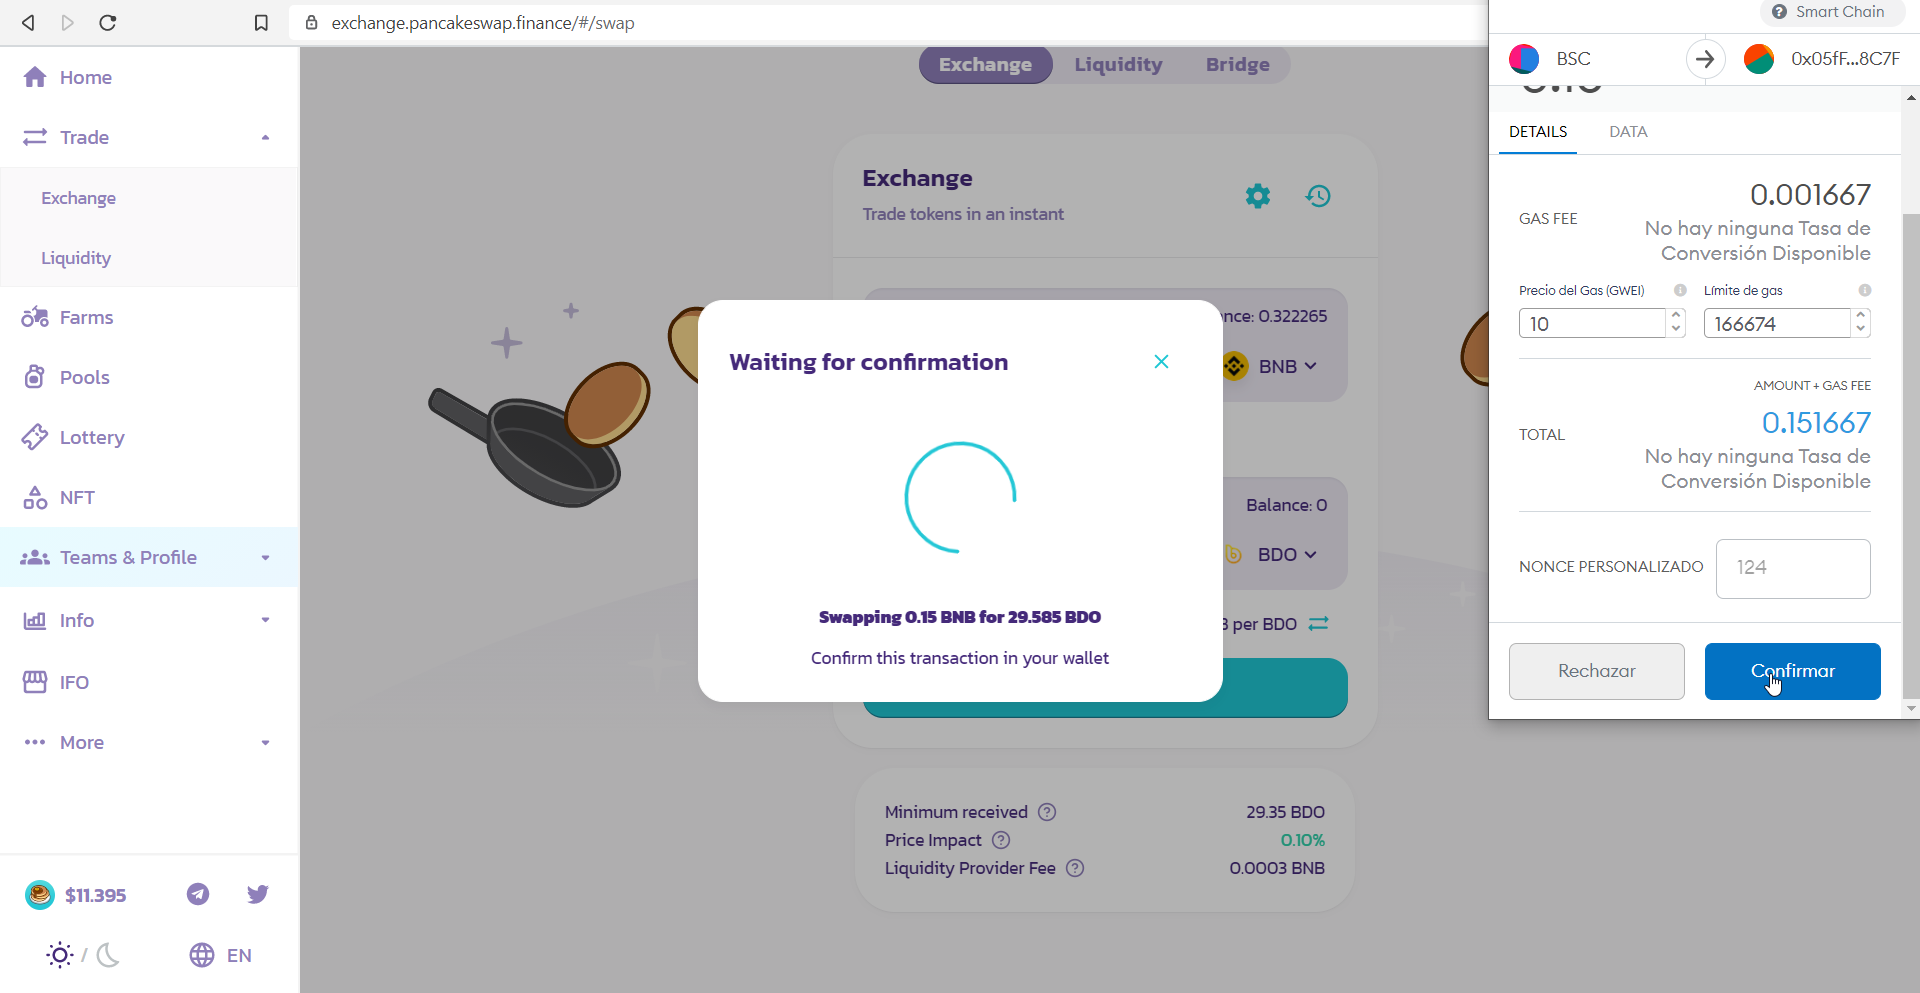 exchange.pancakeswap.finance/#/swap
Home
Trade
Exchange
Liquidity
Farms
Pools
Lottery
NFT
Teams & Profile
Info
IFO
More
$11.395
/
EN
Exchange
Liquidity
Bridge
Exchange
Trade tokens in an instant
nce: 0.322265
BNB
Balance: 0
BDO
per BDO
Waiting for confirmation
Swapping 0.15 BNB for 29.585 BDO
Confirm this transaction in your wallet
Minimum received ? 29.35 BDO
Price Impact ? 0.10%
Liquidity Provider Fee ? 0.0003 BNB
? Smart Chain
BSC
0x05fF...8C7F
DETAILS
DATA
GAS FEE
0.001667
No hay ninguna Tasa de
Conversión Disponible
Precio del Gas (GWEI)
Límite de gas
10
166674
AMOUNT + GAS FEE
TOTAL
0.151667
No hay ninguna Tasa de
Conversión Disponible
NONCE PERSONALIZADO
124
Rechazar
Confirmar